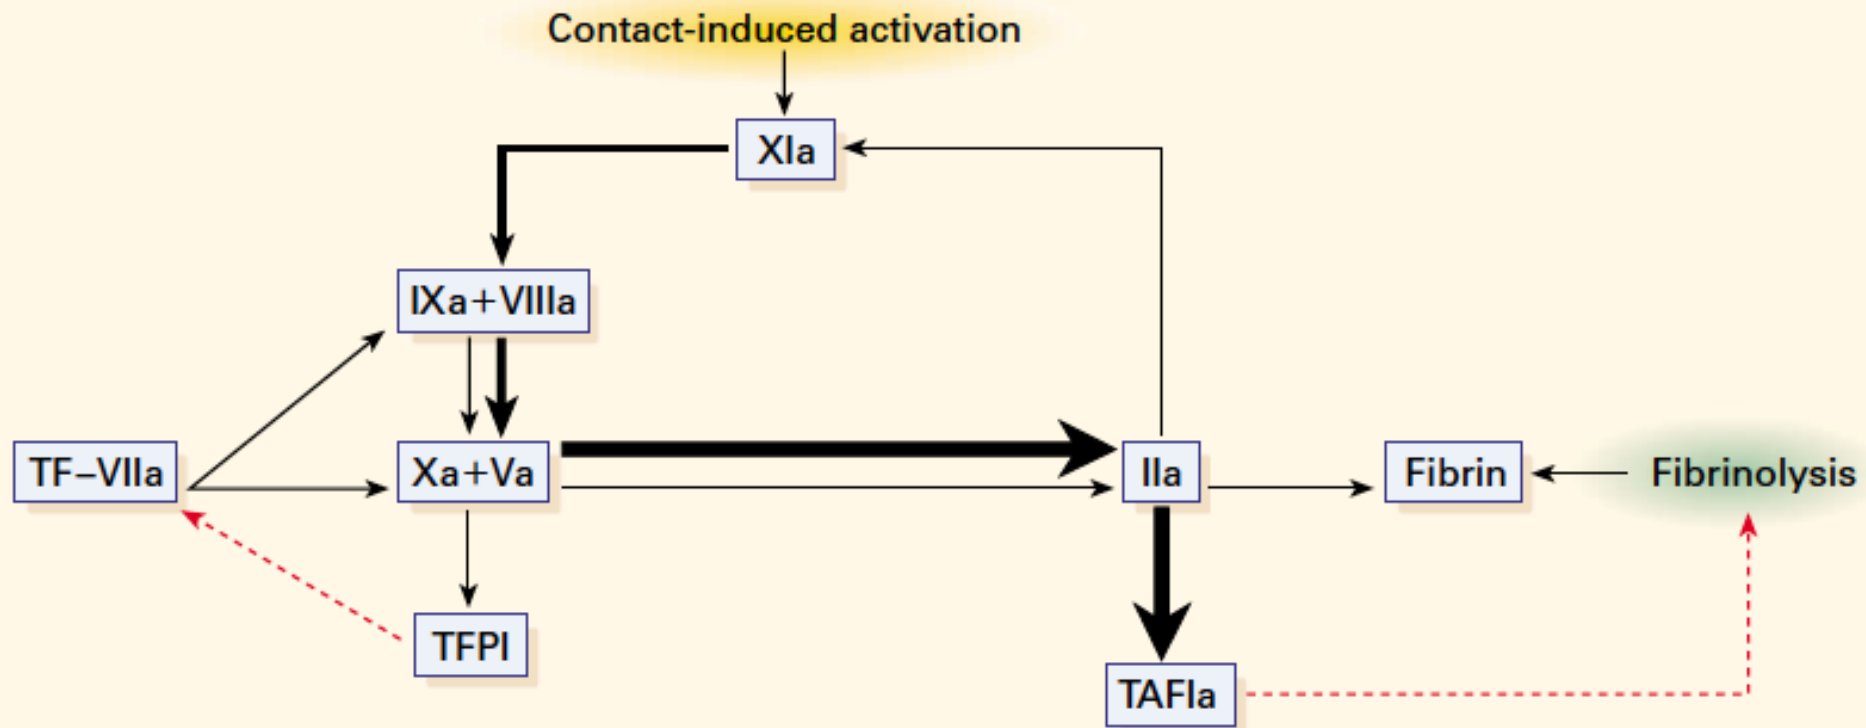 Contact-induced activation
XIa
IXa+VIIIa
TF–VIIa
Xa+Va
IIa
Fibrin
Fibrinolysis
TFPI
TAFIa